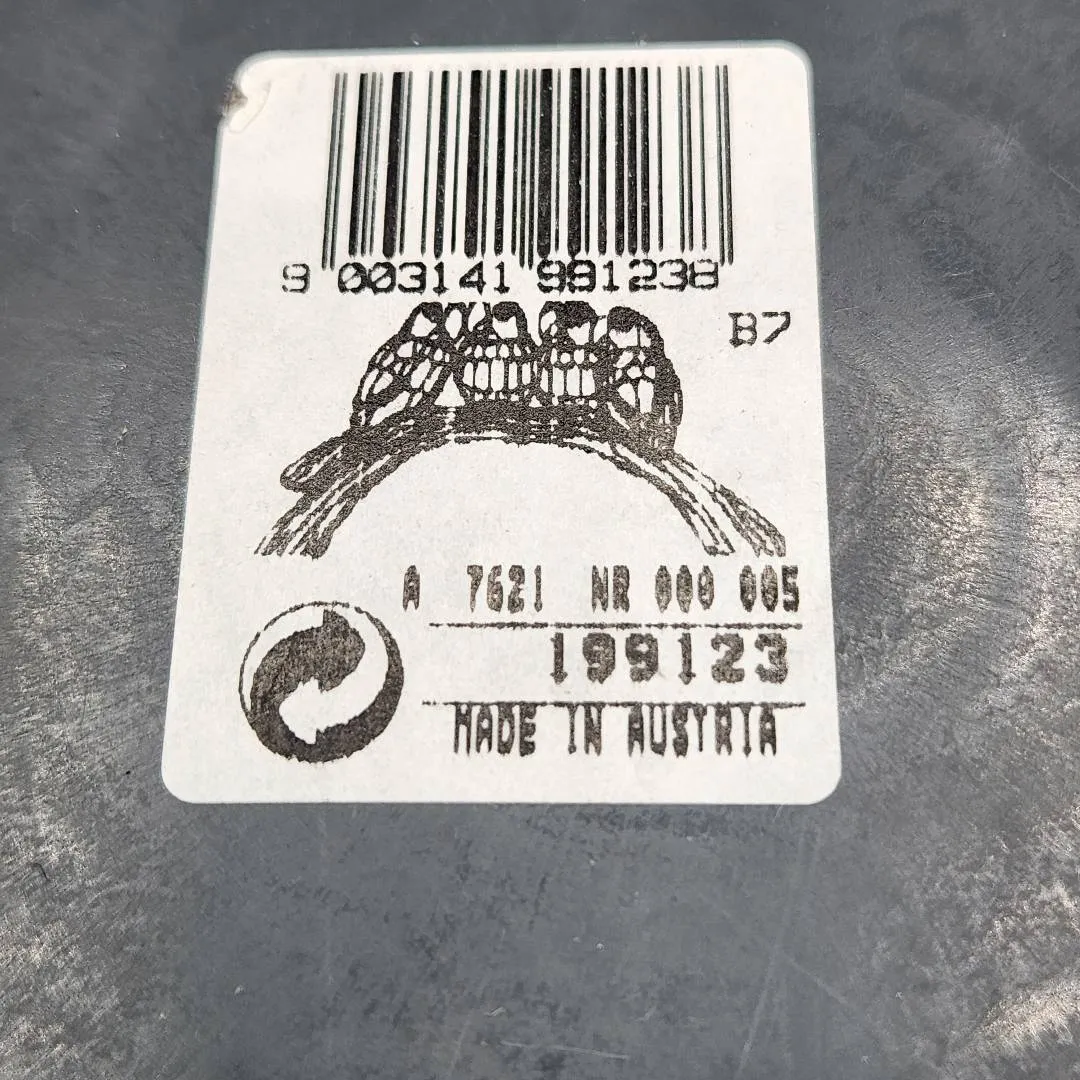 9 003141 991238
B7
A 7621 NR 000 005
199123
MADE IN AUSTRIA